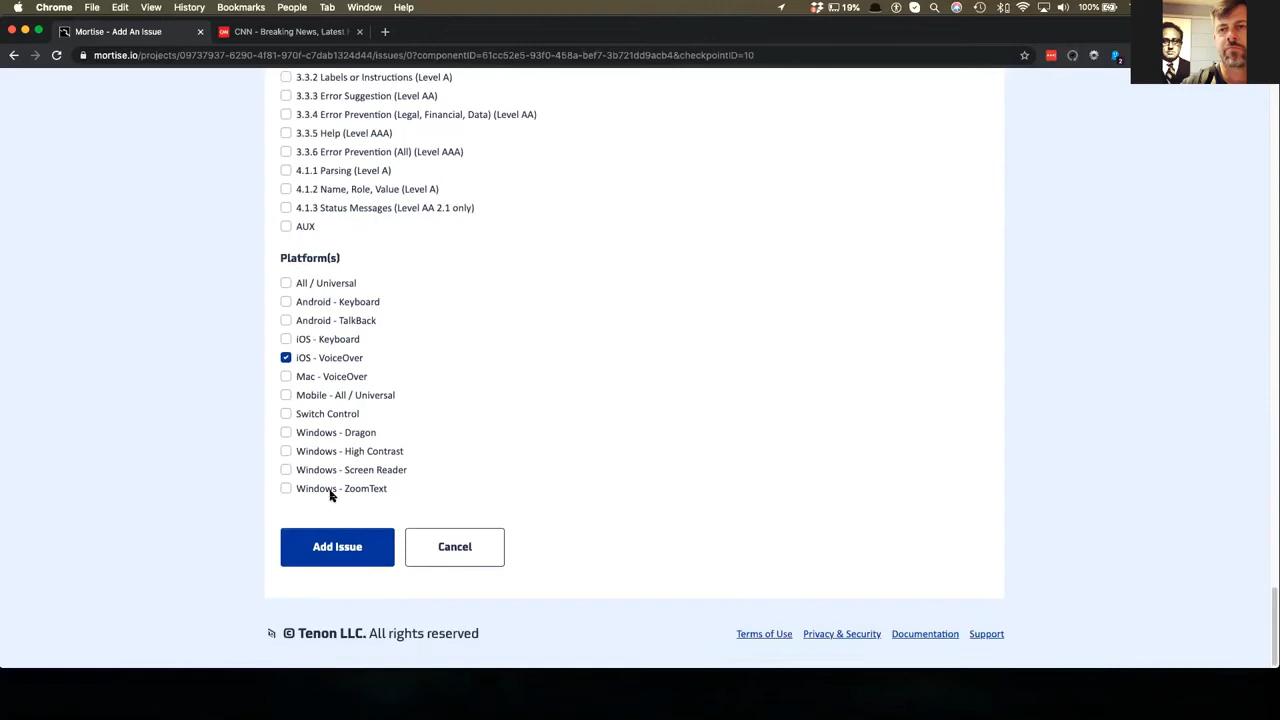 Chrome File Edit View History Bookmarks People Tab Window Help
19%
100%
Mortise - Add An Issue
CNN - Breaking News, Latest
mortise.io/projects/09737937-6290-4f81-970f-c7dab1324d44/issues/0?componentID=61cc52e5-93f0-458a-bef7-3b721dd9acb4&checkpointID=10
2
3.3.2 Labels or Instructions (Level A)
3.3.3 Error Suggestion (Level AA)
3.3.4 Error Prevention (Legal, Financial, Data) (Level AA)
3.3.5 Help (Level AAA)
3.3.6 Error Prevention (All) (Level AAA)
4.1.1 Parsing (Level A)
4.1.2 Name, Role, Value (Level A)
4.1.3 Status Messages (Level AA 2.1 only)
AUX
Platform(s)
All / Universal
Android - Keyboard
Android - TalkBack
iOS - Keyboard
iOS - VoiceOver
Mac - VoiceOver
Mobile - All / Universal
Switch Control
Windows - Dragon
Windows - High Contrast
Windows - Screen Reader
Windows - ZoomText
Add Issue Cancel
© Tenon LLC. All rights reserved
Terms of Use Privacy & Security Documentation Support